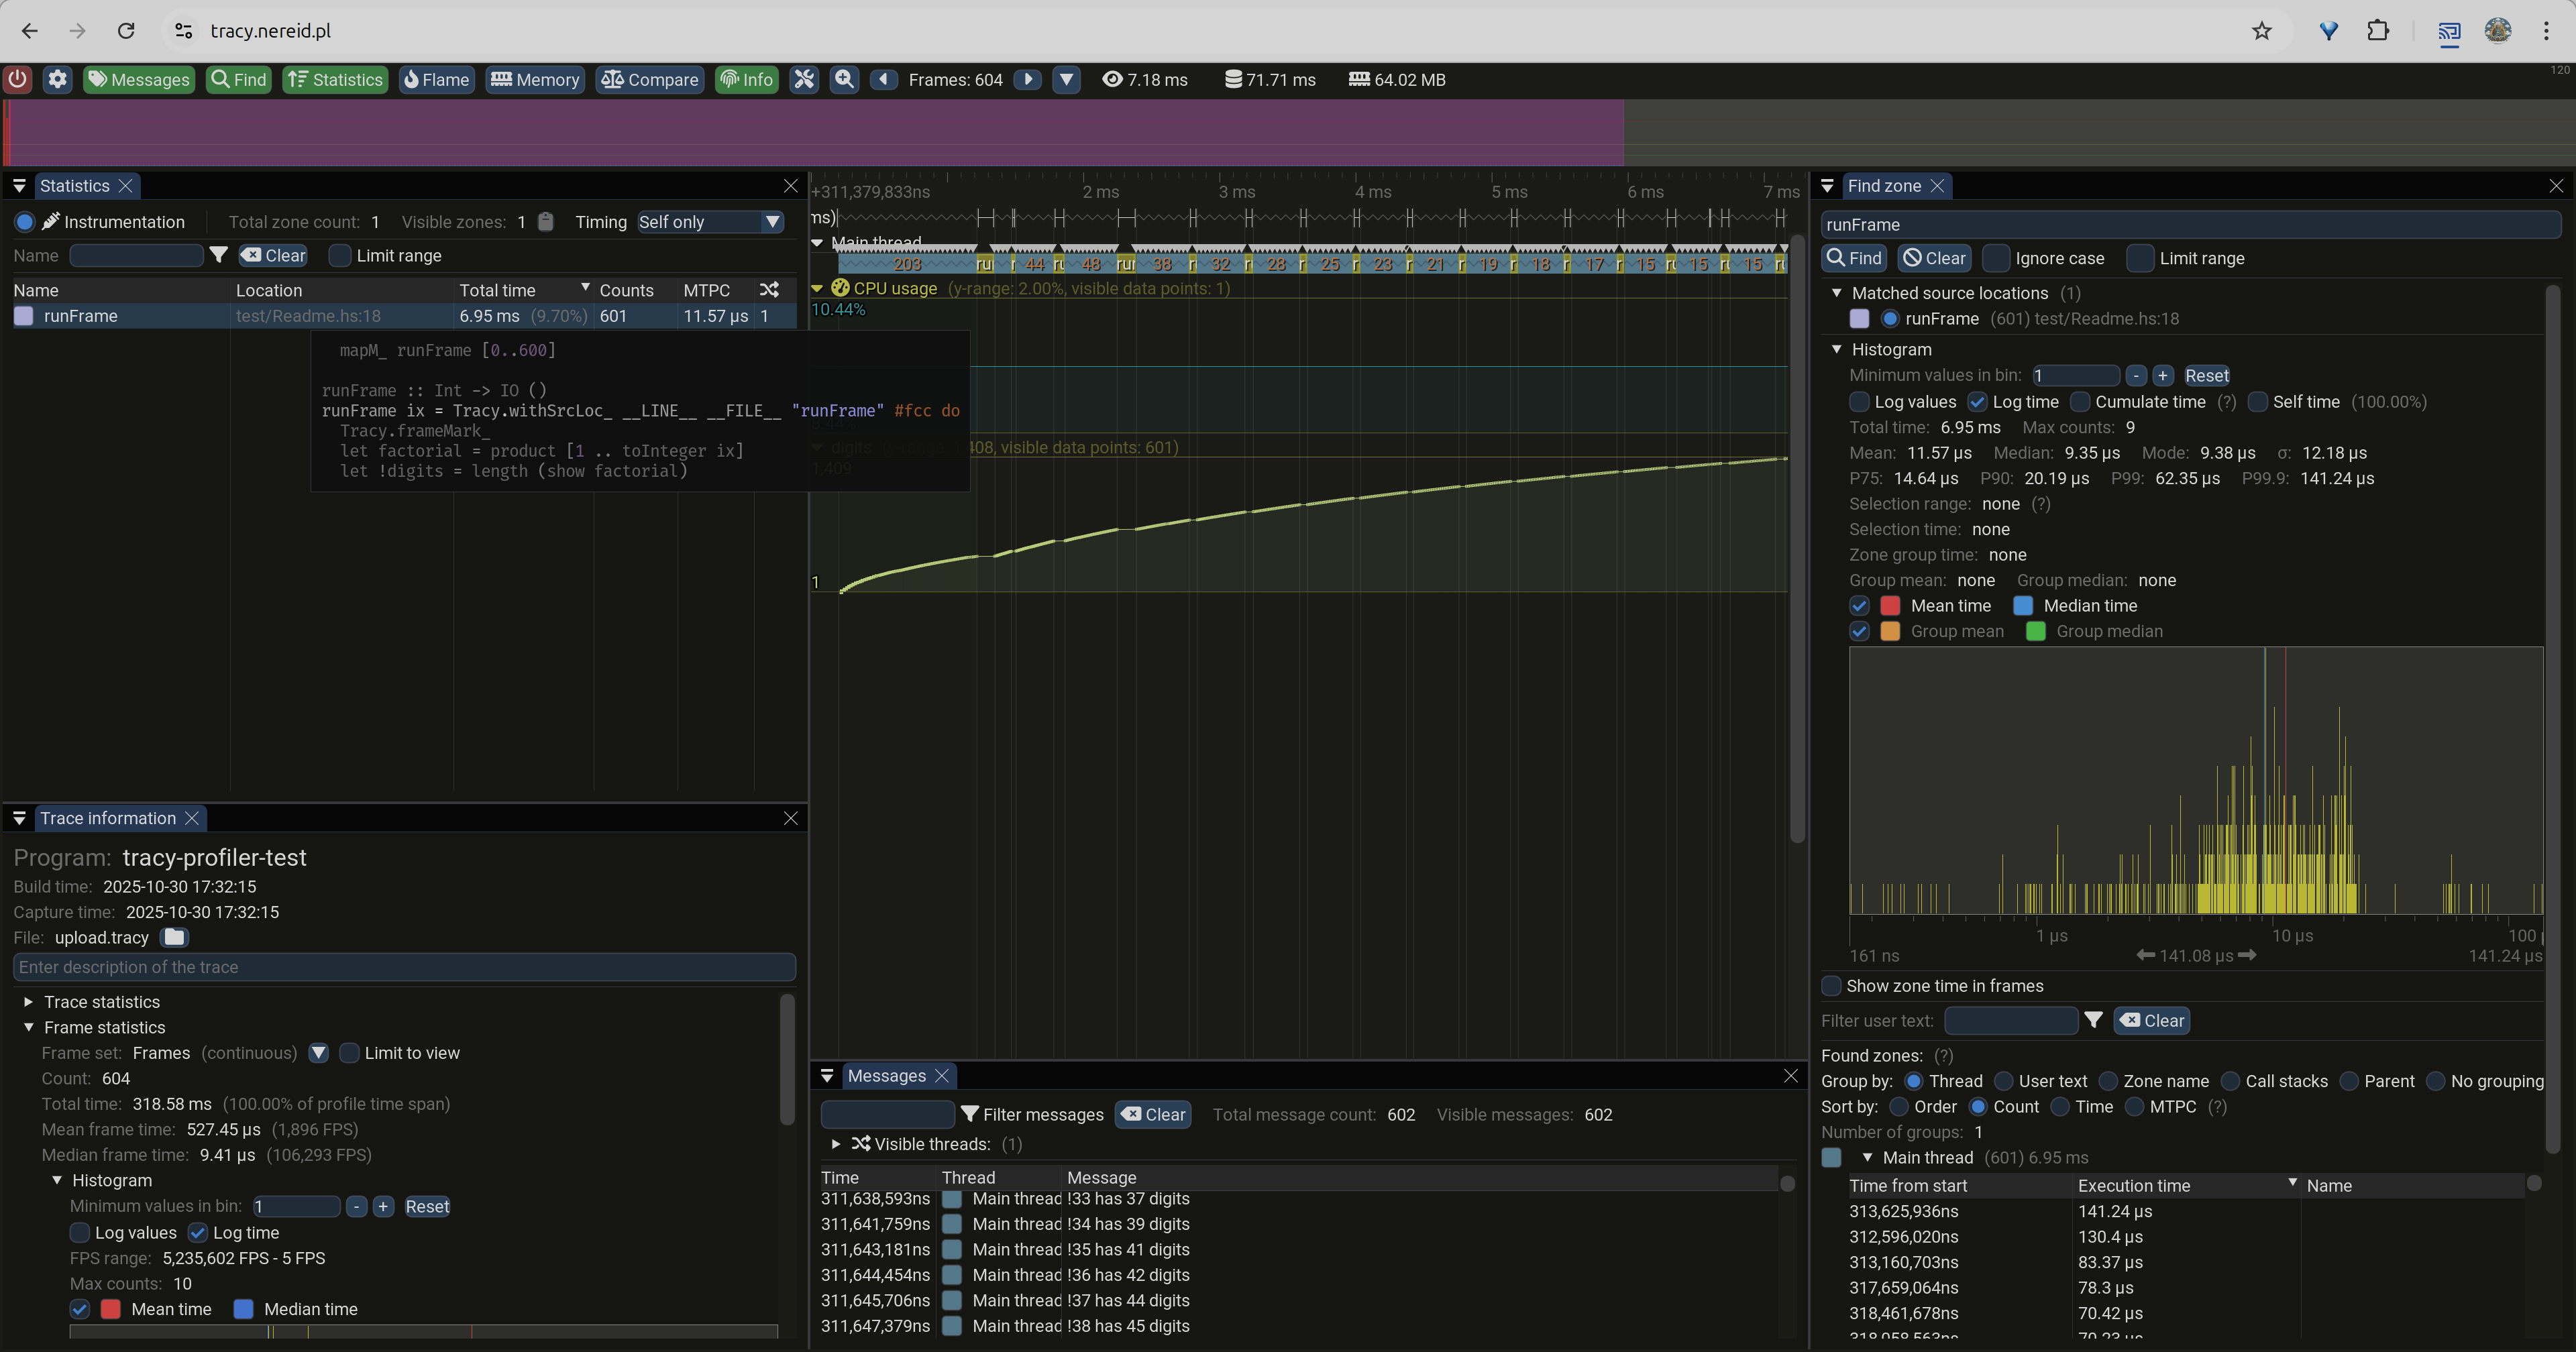 tracy.nereid.pl
Messages Find Statistics Flame Memory Compare Info Frames: 604 7.18 ms 71.71 ms 64.02 MB
120
Statistics
Instrumentation Total zone count: 1 Visible zones: 1 Timing Self only
Name Clear Limit range
Name Location Total time Counts MTPC
runFrame test/Readme.hs:18 6.95 ms (9.70%) 601 11.57 µs 1
mapM_ runFrame [0..600]
runFrame :: Int -> IO ()
runFrame ix = Tracy.withSrcLoc_ __LINE__ __FILE__ "runFrame" #fcc do
Tracy.frameMark_
let factorial = product [1 .. toInteger ix]
let !digits = length (show factorial)
Trace information
Program: tracy-profiler-test
Build time: 2025-10-30 17:32:15
Capture time: 2025-10-30 17:32:15
File: upload.tracy
Enter description of the trace
Trace statistics
Frame statistics
Frame set: Frames (continuous) Limit to view
Count: 604
Total time: 318.58 ms (100.00% of profile time span)
Mean frame time: 527.45 µs (1,896 FPS)
Median frame time: 9.41 µs (106,293 FPS)
Histogram
Minimum values in bin: 1 - + Reset
Log values Log time
FPS range: 5,235,602 FPS - 5 FPS
Max counts: 10
Mean time Median time
+311,379,833ns 2 ms 3 ms 4 ms 5 ms 6 ms 7 ms
ms)
Main thread
203 ru r 44 ru 48 run 38 r 32 r 28 r 25 r 23 r 21 r 19 r 18 r 17 r 15 ru 15 ru 15 ru
CPU usage (y-range: 2.00%, visible data points: 1)
10.44%
digits 408, visible data points: 601)
1,409
1
Messages
Filter messages Clear Total message count: 602 Visible messages: 602
Visible threads: (1)
Time Thread Message
311,638,593ns Main thread !33 has 37 digits
311,641,759ns Main thread !34 has 39 digits
311,643,181ns Main thread !35 has 41 digits
311,644,454ns Main thread !36 has 42 digits
311,645,706ns Main thread !37 has 44 digits
311,647,379ns Main thread !38 has 45 digits
Find zone
runFrame
Find Clear Ignore case Limit range
Matched source locations (1)
runFrame (601) test/Readme.hs:18
Histogram
Minimum values in bin: 1 - + Reset
Log values Log time Cumulate time (?) Self time (100.00%)
Total time: 6.95 ms Max counts: 9
Mean: 11.57 µs Median: 9.35 µs Mode: 9.38 µs σ: 12.18 µs
P75: 14.64 µs P90: 20.19 µs P99: 62.35 µs P99.9: 141.24 µs
Selection range: none (?)
Selection time: none
Zone group time: none
Group mean: none Group median: none
Mean time Median time
Group mean Group median
1 µs 10 µs 100
161 ns 141.08 µs 141.24 µs
Show zone time in frames
Filter user text: Clear
Found zones: (?)
Group by: Thread User text Zone name Call stacks Parent No grouping
Sort by: Order Count Time MTPC (?)
Number of groups: 1
Main thread (601) 6.95 ms
Time from start Execution time Name
313,625,936ns 141.24 µs
312,596,020ns 130.4 µs
313,160,703ns 83.37 µs
317,659,064ns 78.3 µs
318,461,678ns 70.42 µs
318,058,563ns 70.23 µs